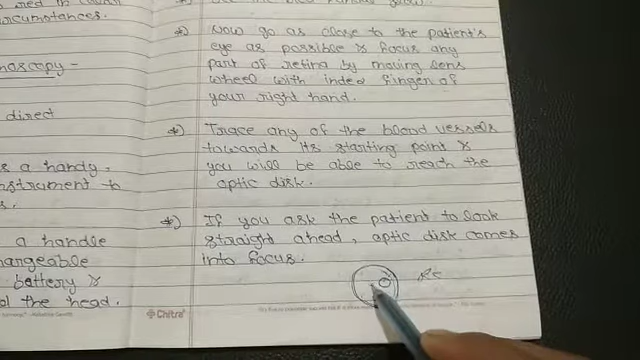 circumstances.
noscopy -
direct
s a handy.
nstrument to
s.
a handle
hangeable
battery &
the head.
*) Now go as close to the patient's
eye as possible & focus any
part of retina by moving lens
wheel with index finger of
your right hand.
*) Trace any of the blood vessels
towards its starting point &
you will be able to reach the
optic disk.
*) If you ask the patient to look
straight ahead, optic disk comes
into focus.
RE
Chitra